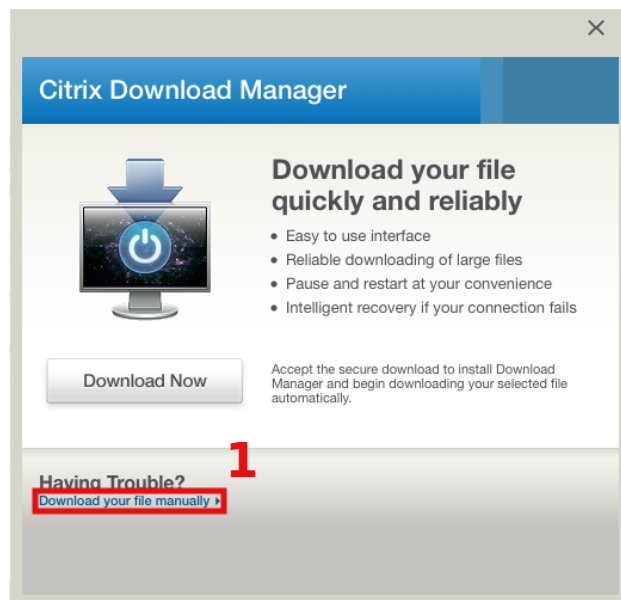 Citrix Download Manager
Download your file
quickly and reliably
• Easy to use interface
• Reliable downloading of large files
• Pause and restart at your convenience
• Intelligent recovery if your connection fails
Download Now
Accept the secure download to install Download
Manager and begin downloading your selected file
automatically.
1
Having Trouble?
Download your file manually